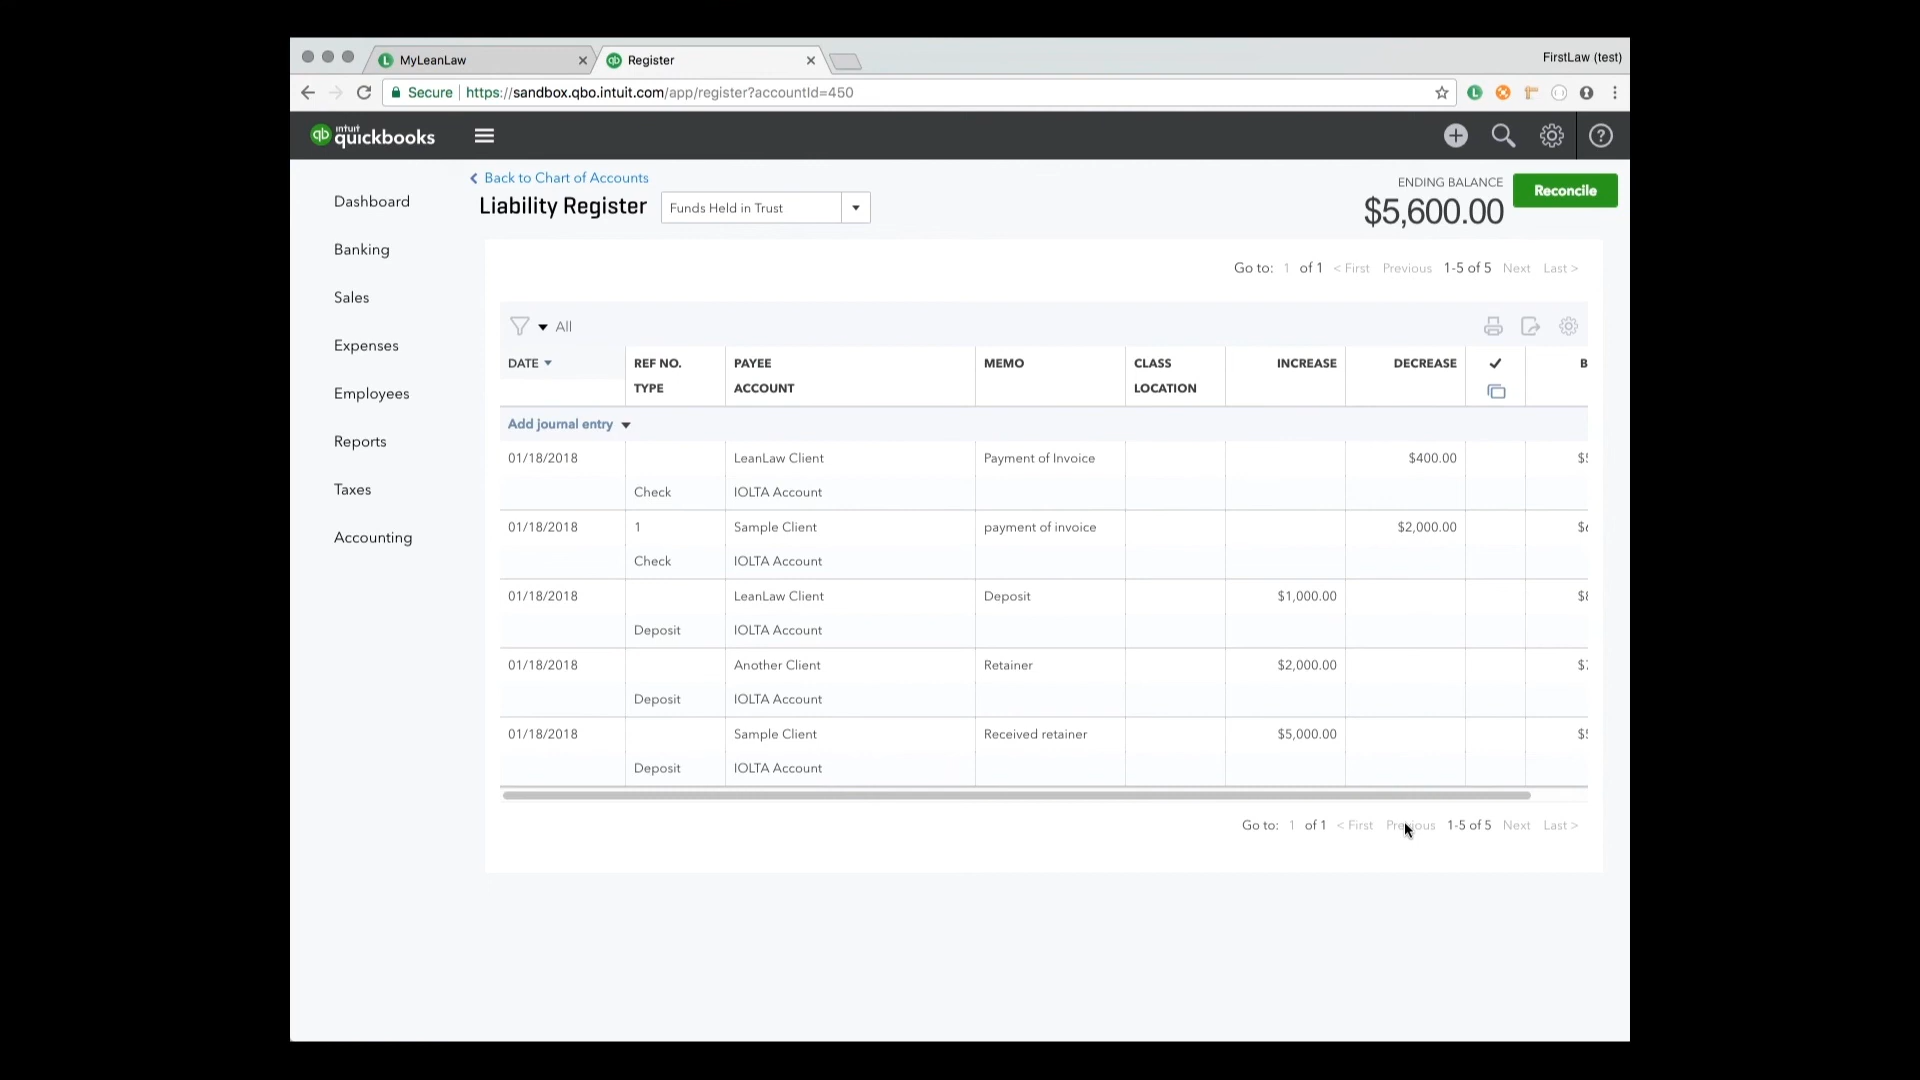 MyLeanLaw
Register
FirstLaw (test)
Secure https://sandbox.qbo.intuit.com/app/register?accountId=450
intuit quickbooks
Dashboard
Banking
Sales
Expenses
Employees
Reports
Taxes
Accounting
Back to Chart of Accounts
Liability Register Funds Held in Trust
ENDING BALANCE
$5,600.00
Reconcile
Go to: 1 of 1 < First Previous 1-5 of 5 Next Last >
All
DATE REF NO. PAYEE MEMO CLASS INCREASE DECREASE ✓ B
TYPE ACCOUNT LOCATION
Add journal entry
01/18/2018 LeanLaw Client Payment of Invoice $400.00
Check IOLTA Account
01/18/2018 1 Sample Client payment of invoice $2,000.00
Check IOLTA Account
01/18/2018 LeanLaw Client Deposit $1,000.00
Deposit IOLTA Account
01/18/2018 Another Client Retainer $2,000.00
Deposit IOLTA Account
01/18/2018 Sample Client Received retainer $5,000.00
Deposit IOLTA Account
Go to: 1 of 1 < First Previous 1-5 of 5 Next Last >